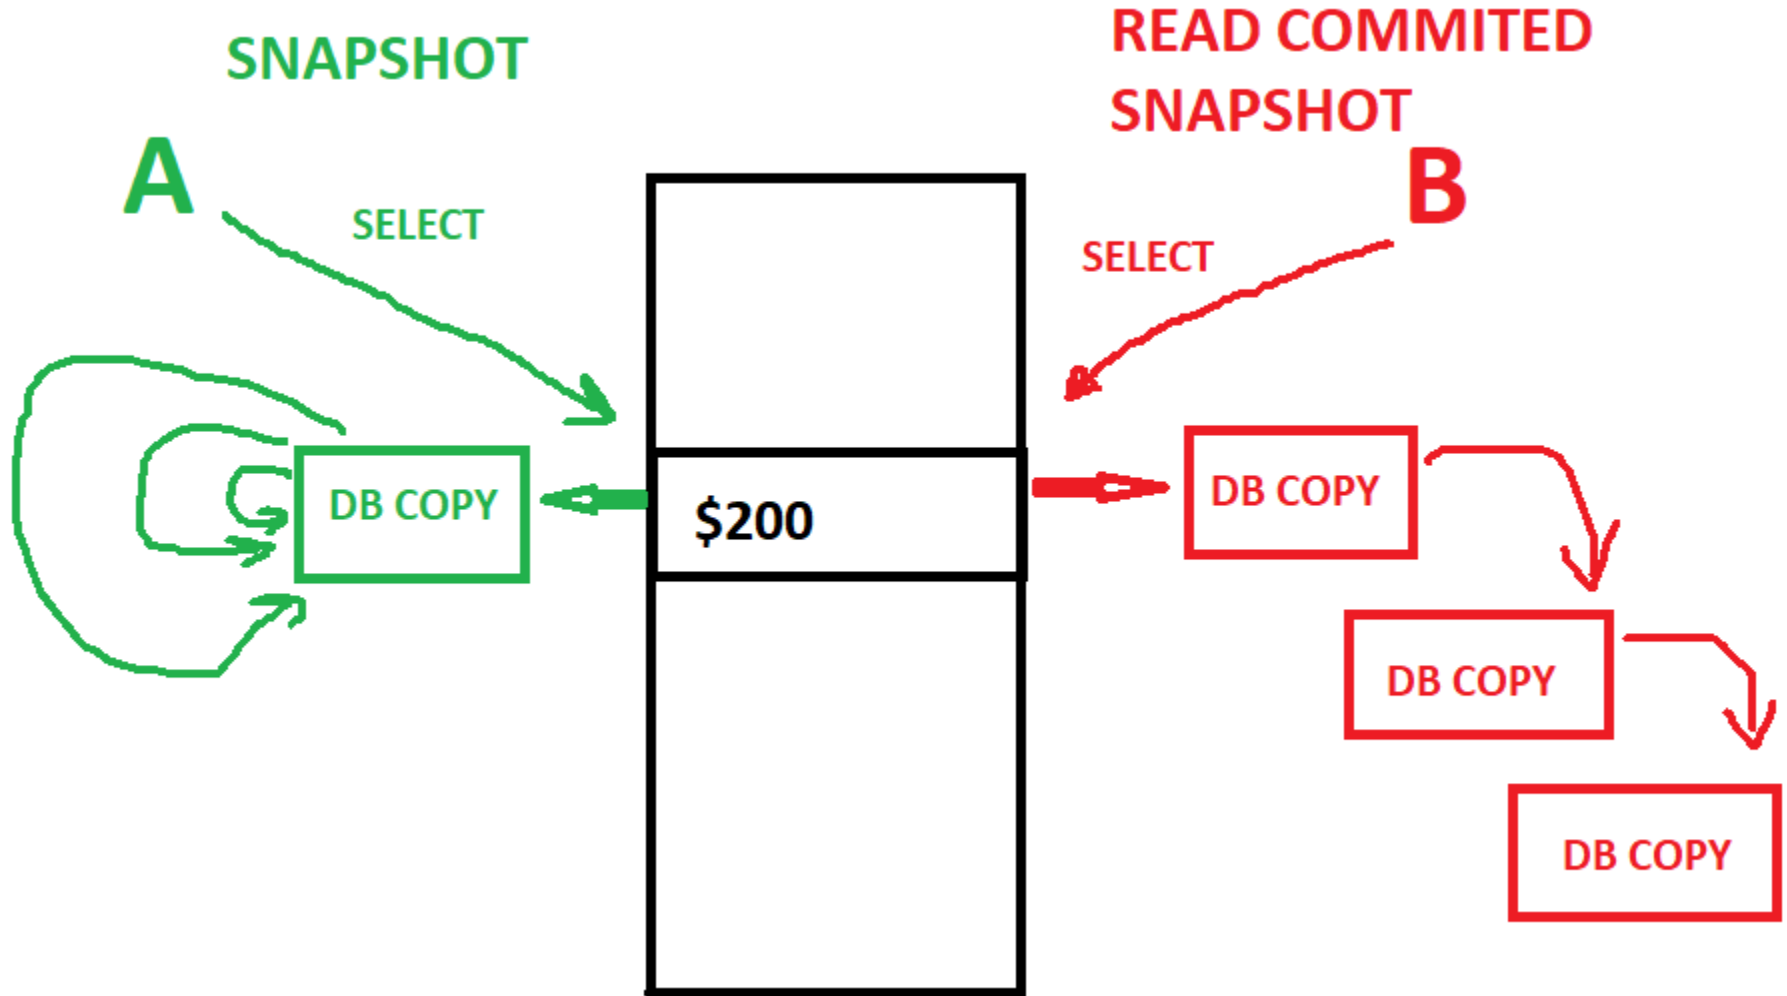 SNAPSHOT
READ COMMITED
SNAPSHOT
A
B
SELECT
SELECT
DB COPY
$200
DB COPY
DB COPY
DB COPY